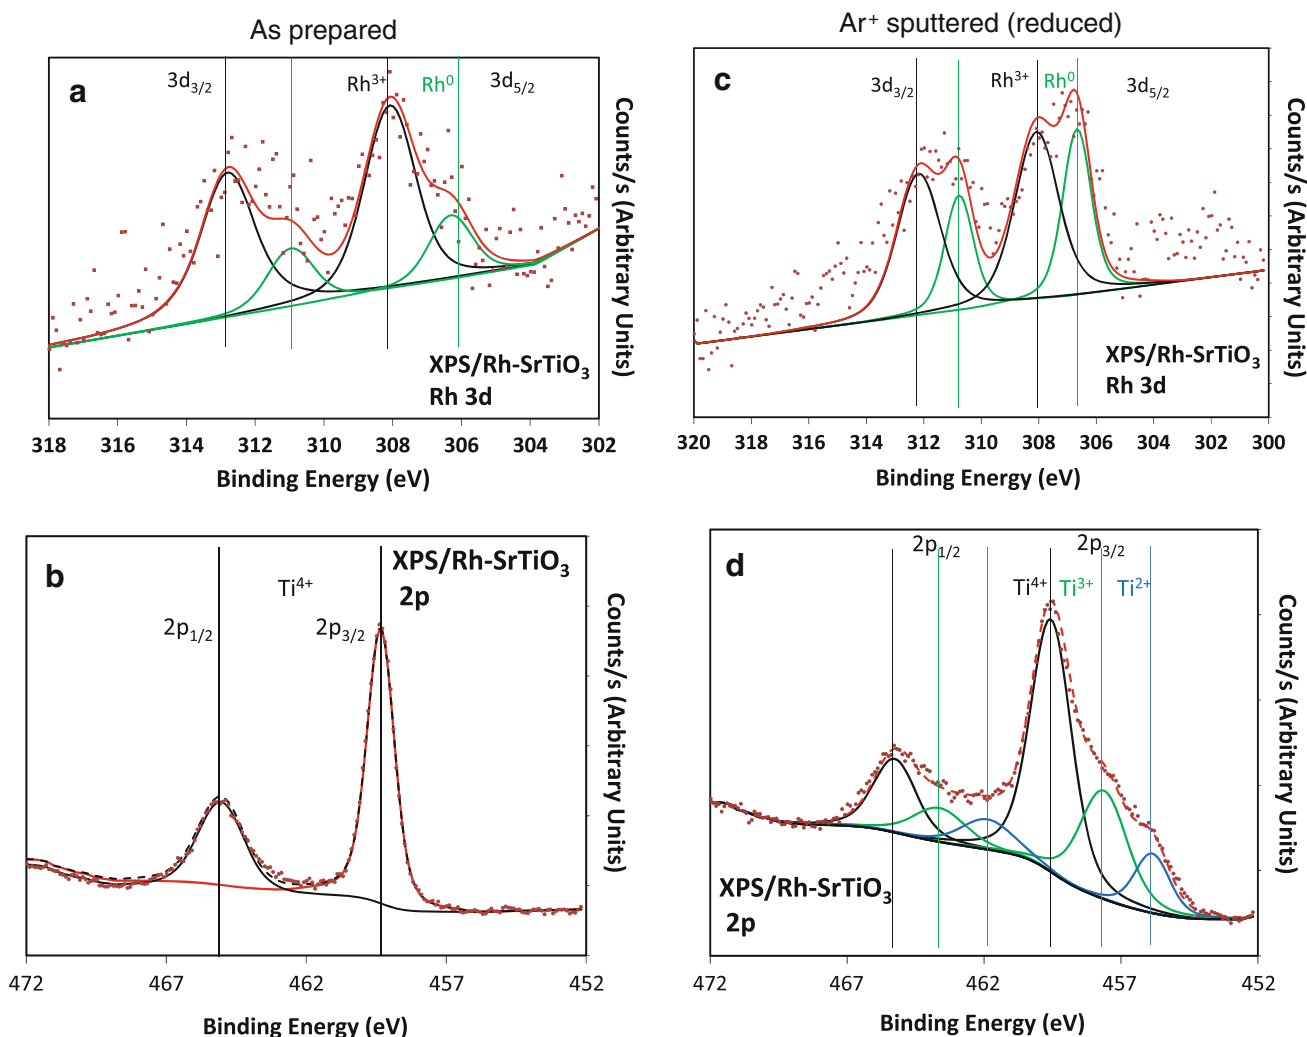 As prepared
Ar⁺ sputtered (reduced)
a
3d₃/₂
Rh³⁺
Rh⁰
3d₅/₂
XPS/Rh-SrTiO₃
Rh 3d
Counts/s (Arbitrary Units)
318 316 314 312 310 308 306 304 302
Binding Energy (eV)
c
3d₃/₂
Rh³⁺
Rh⁰
3d₅/₂
XPS/Rh-SrTiO₃
Rh 3d
Counts/s (Arbitrary Units)
320 318 316 314 312 310 308 306 304 302 300
Binding Energy (eV)
b
XPS/Rh-SrTiO₃
2p
Ti⁴⁺
2p₁/₂
2p₃/₂
Counts/s (Arbitrary Units)
472 467 462 457 452
Binding Energy (eV)
d
2p₁/₂
2p₃/₂
Ti⁴⁺
Ti³⁺
Ti²⁺
XPS/Rh-SrTiO₃
2p
Counts/s (Arbitrary Units)
472 467 462 457 452
Binding Energy (eV)